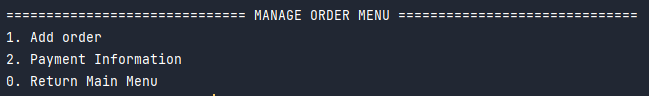 ============================== MANAGE ORDER MENU ==============================
1. Add order
2. Payment Information
0. Return Main Menu